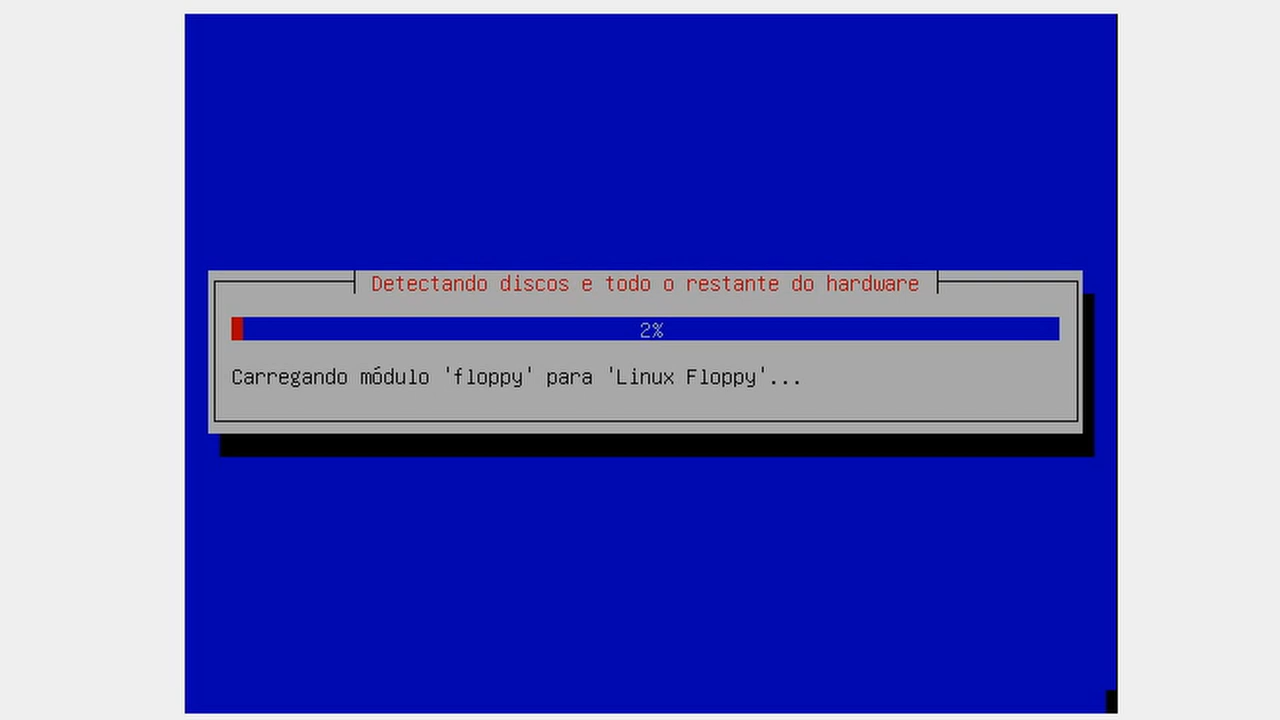 Detectando discos e todo o restante do hardware
2%
Carregando módulo 'floppy' para 'Linux Floppy'...